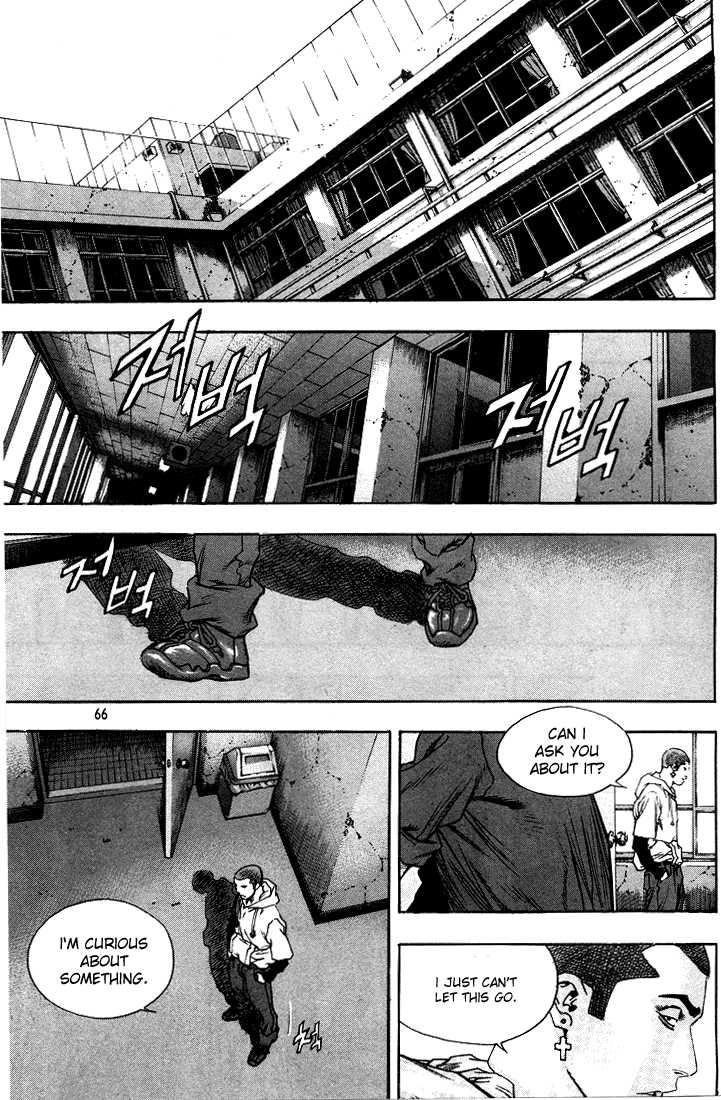 저벅
저벅
저벅
66
I'M CURIOUS
ABOUT
SOMETHING.
척
CAN I
ASK YOU
ABOUT IT?
I JUST CAN'T
LET THIS GO.